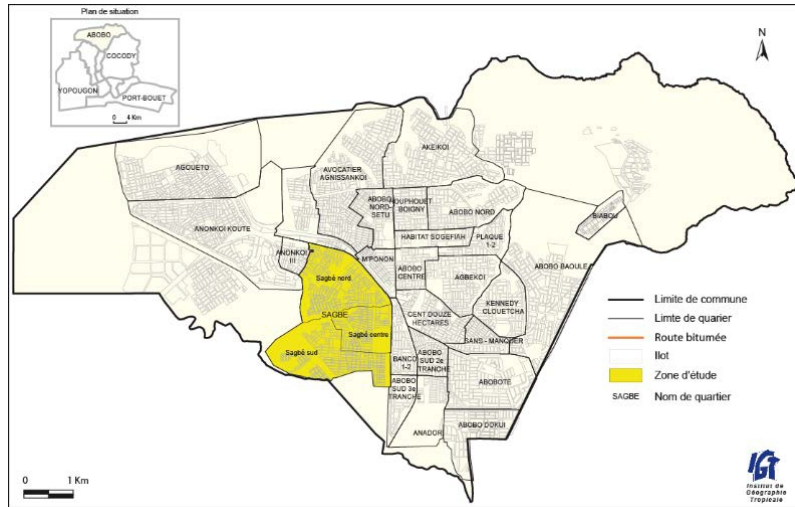 Plan de situation
ABOBO
COCODY
YOPOUGON
PORT-BOUET
0 4 Km
N
AKEIKOI
AGOUETO
AVOCATIER
AGNISSANKOI
ABOBO
NORD-
SETU
HOUPHOUET
BOIGNY
ABOBO NORD
BIABOU
ANONKOI KOUTE
HABITAT SOGEFIAH
PLAQUE
1-2
ANONKOI
III
M'PONON
ABOBO
CENTRE
AGBEKOI
ABOBO BAOULE
Sagbé nord
KENNEDY
CLOUETCHA
SAGBE
CENT DOUZE
HECTARES
Sagbé centre
SANS - MANQUER
Sagbé sud
BANCO
1-2
ABOBO
SUD 2e
TRANCHE
ABOBO
SUD 3e
TRANCHE
ABOBOTE
ANADOR
ABOBO DOKUI
Limite de commune
Limte de quarier
Route bitumée
Ilot
Zone d'étude
SAGBE Nom de quartier
0 1 Km
IGT
Institut de
Géographie
Tropicale